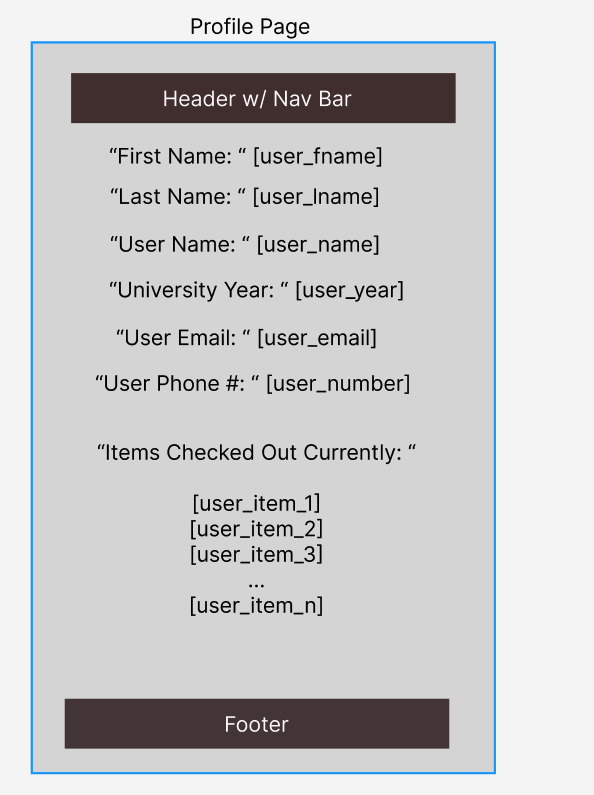 Profile Page
Header w/ Nav Bar
“First Name: “ [user_fname]
“Last Name: “ [user_lname]
“User Name: “ [user_name]
“University Year: “ [user_year]
“User Email: “ [user_email]
“User Phone #: “ [user_number]
“Items Checked Out Currently: “
[user_item_1]
[user_item_2]
[user_item_3]
...
[user_item_n]
Footer